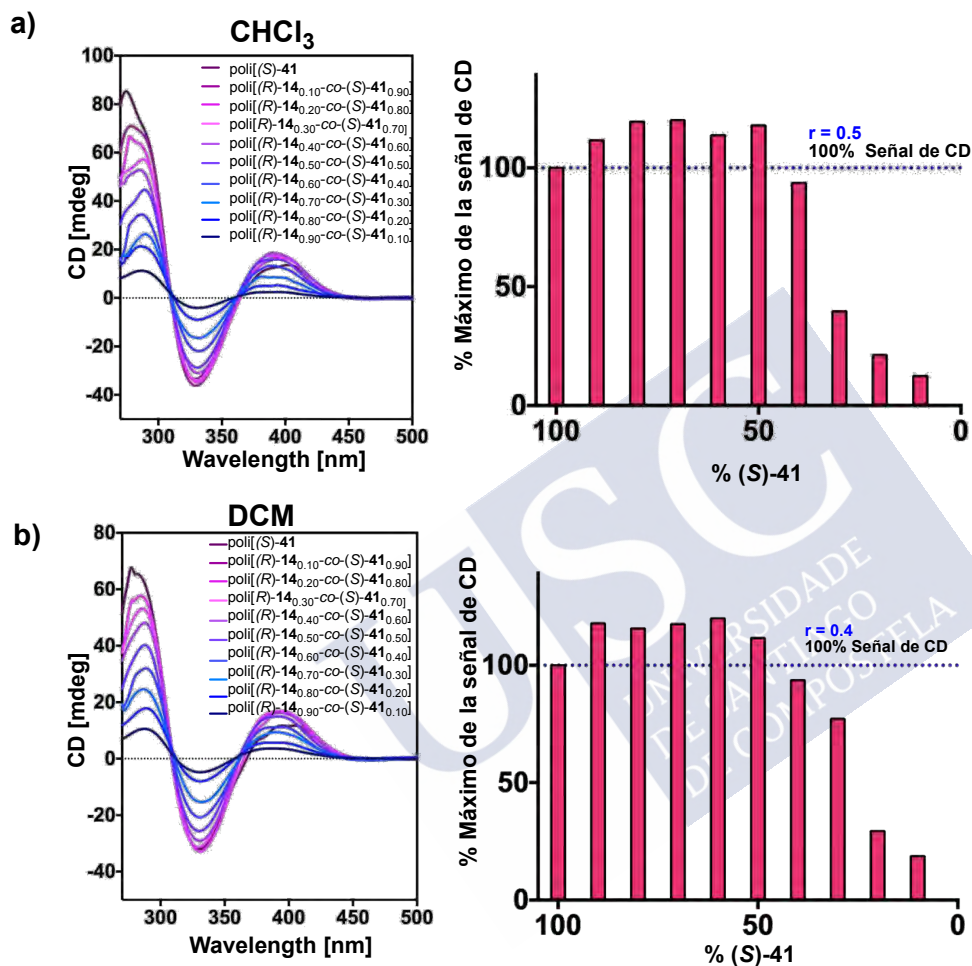 a)
CHCl3
100
80
60
40
20
0
-20
-40
CD [mdeg]
poli[(S)-41
poli[(R)-140.10-co-(S)-410.90]
poli[(R)-140.20-co-(S)-410.80]
poli[R)-140.30-co-(S)-410.70]
poli[(R)-140.40-co-(S)-410.60]
poli[(R)-140.50-co-(S)-410.50]
poli[(R)-140.60-co-(S)-410.40]
poli[(R)-140.70-co-(S)-410.30]
poli[(R)-140.80-co-(S)-410.20]
poli[(R)-140.90-co-(S)-410.10]
300 350 400 450 500
Wavelength [nm]
% Máximo de la señal de CD
100
50
0
r = 0.5
100% Señal de CD
100 50 0
% (S)-41
b)
DCM
80
60
40
20
0
-20
-40
CD [mdeg]
poli[(S)-41
poli[(R)-140.10-co-(S)-410.90]
poli[(R)-140.20-co-(S)-410.80]
poli[R)-140.30-co-(S)-410.70]
poli[(R)-140.40-co-(S)-410.60]
poli[(R)-140.50-co-(S)-410.50]
poli[(R)-140.60-co-(S)-410.40]
poli[(R)-140.70-co-(S)-410.30]
poli[(R)-140.80-co-(S)-410.20]
poli[(R)-140.90-co-(S)-410.10]
300 350 400 450 500
Wavelength [nm]
% Máximo de la señal de CD
100
50
0
r = 0.4
100% Señal de CD
100 50 0
% (S)-41
USC
UNIVERSIDADE
DE SANTIAGO
DE COMPOSTELA